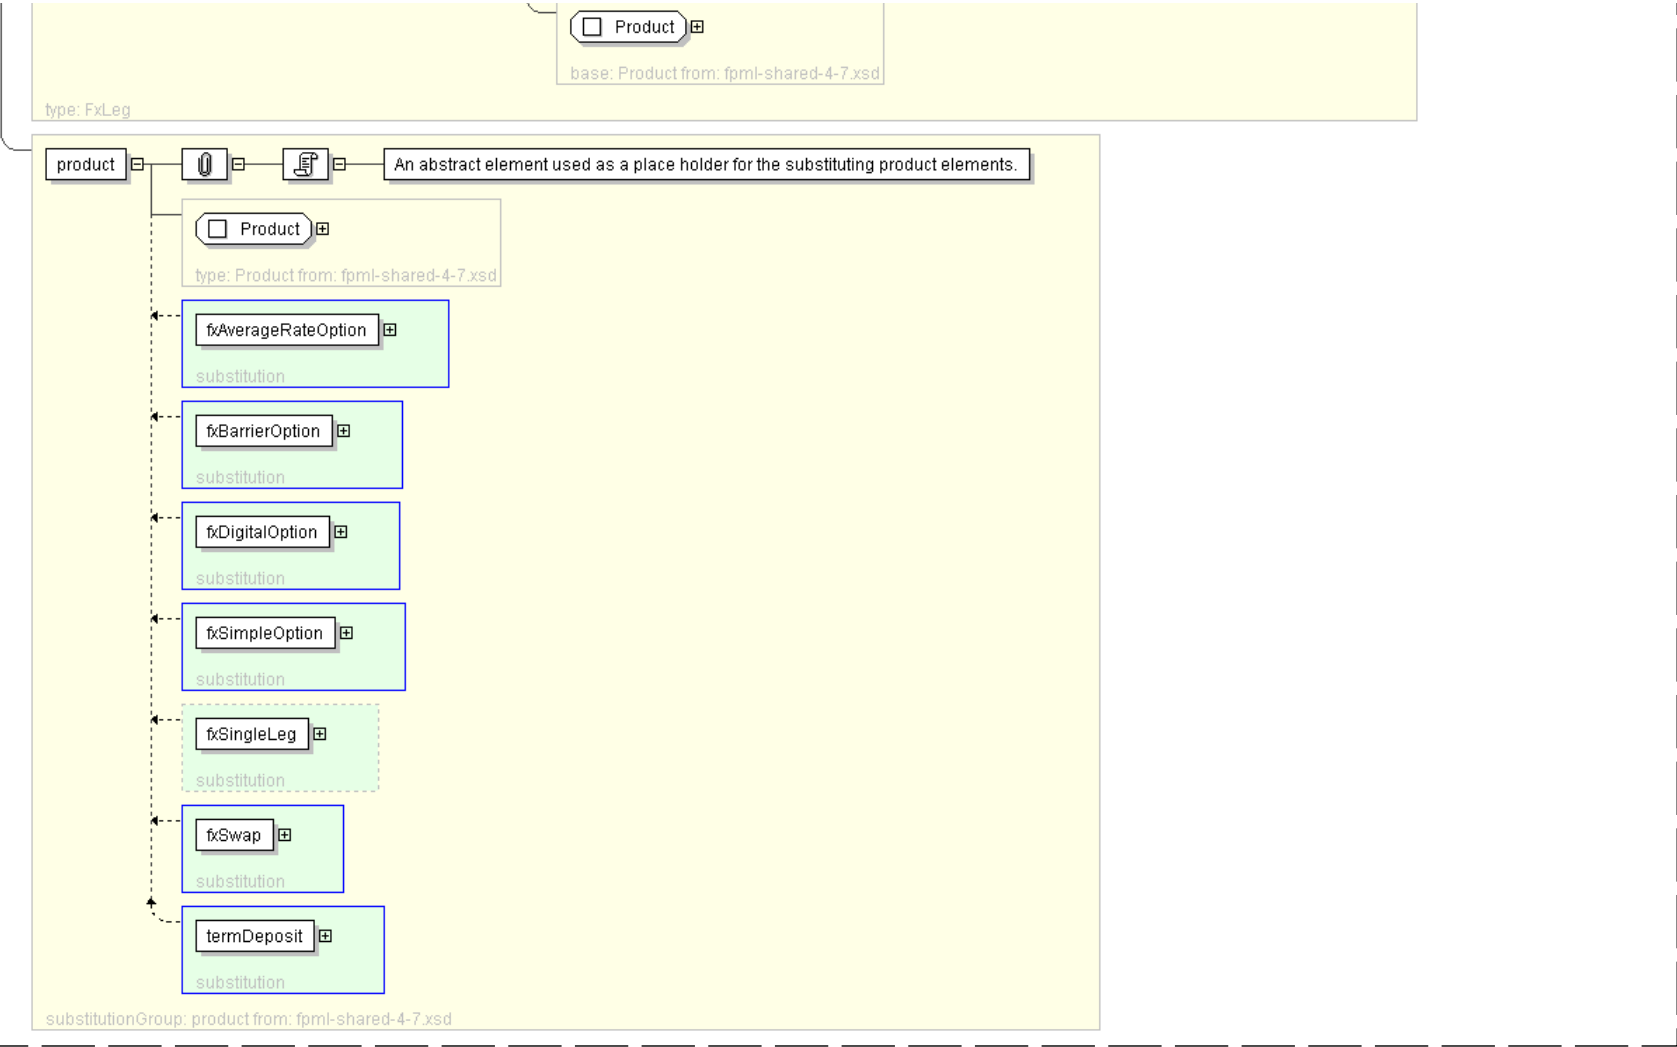 Product
base: Product from: fpml-shared-4-7.xsd
type: FxLeg
product
An abstract element used as a place holder for the substituting product elements.
Product
type: Product from: fpml-shared-4-7.xsd
fxAverageRateOption
substitution
fxBarrierOption
substitution
fxDigitalOption
substitution
fxSimpleOption
substitution
fxSingleLeg
substitution
fxSwap
substitution
termDeposit
substitution
substitutionGroup: product from: fpml-shared-4-7.xsd